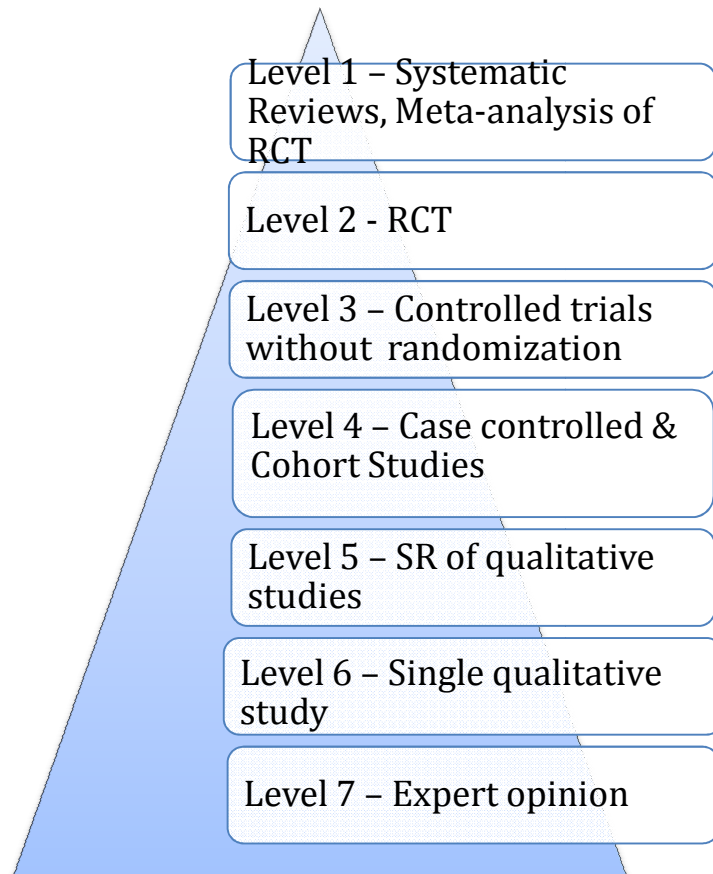 Level 1 – Systematic
Reviews, Meta-analysis of
RCT
Level 2 - RCT
Level 3 – Controlled trials
without  randomization
Level 4 – Case controlled &
Cohort Studies
Level 5 – SR of qualitative
studies
Level 6 – Single qualitative
study
Level 7 – Expert opinion